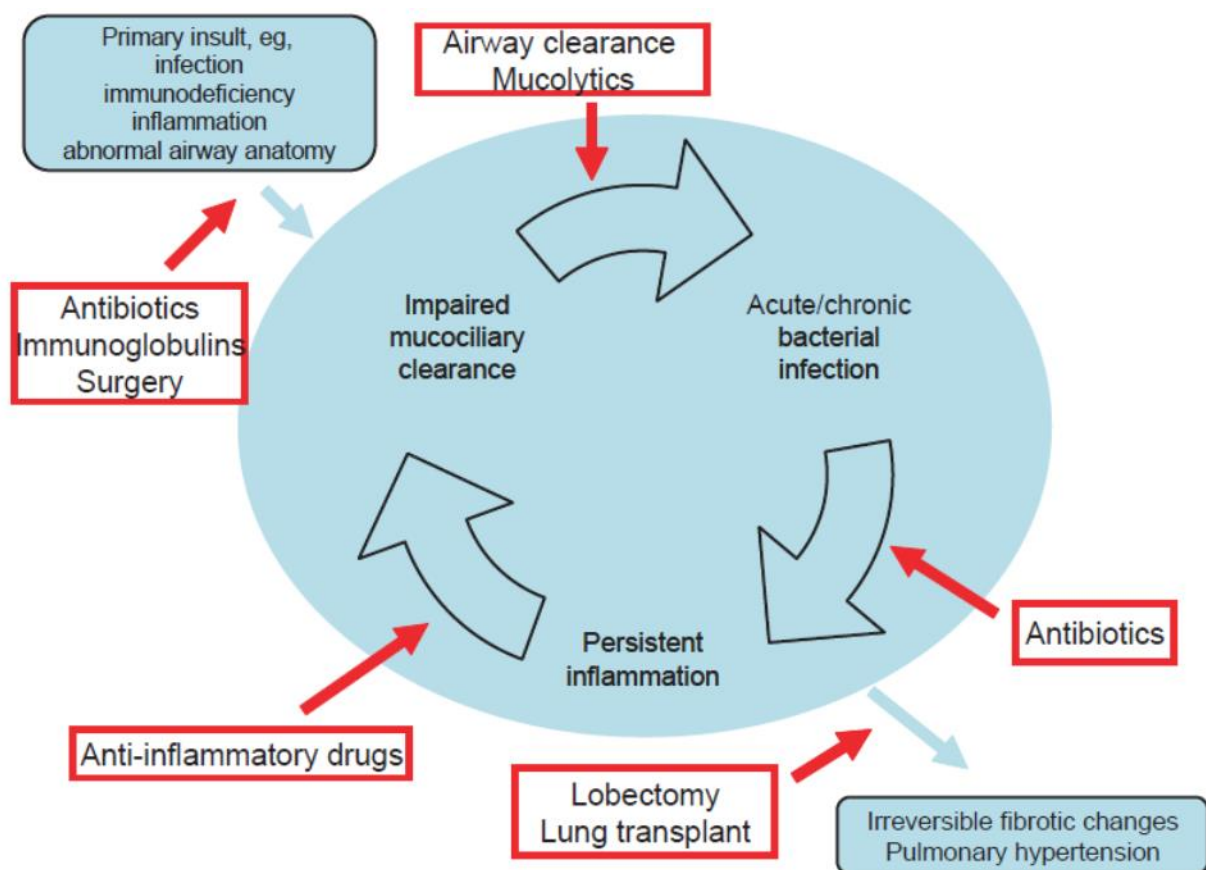 Primary insult, eg,
infection
immunodeficiency
inflammation
abnormal airway anatomy
Airway clearance
Mucolytics
Antibiotics
Immunoglobulins
Surgery
Impaired
mucociliary
clearance
Acute/chronic
bacterial
infection
Persistent
inflammation
Antibiotics
Anti-inflammatory drugs
Lobectomy
Lung transplant
Irreversible fibrotic changes
Pulmonary hypertension